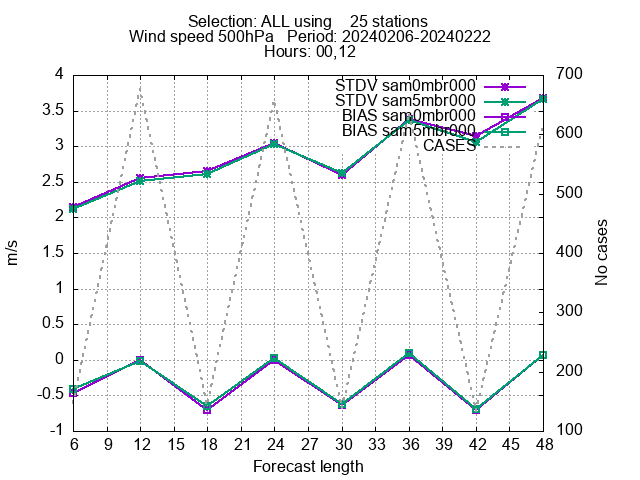 Selection: ALL using    25 stations
Wind speed 500hPa   Period: 20240206-20240222
Hours: 00,12
4
3.5
3
2.5
2
1.5
1
0.5
0
-0.5
-1
m/s
STDV sam0mbr000
STDV sam5mbr000
BIAS sam0mbr000
BIAS sam5mbr000
CASES
700
600
500
400
300
200
100
No cases
6 9 12 15 18 21 24 27 30 33 36 39 42 45 48
Forecast length